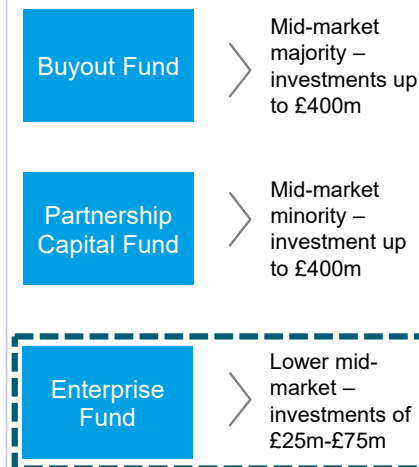 Buyout Fund
Mid-market
majority –
investments up
to £400m
Partnership
Capital Fund
Mid-market
minority –
investment up
to £400m
Enterprise
Fund
Lower mid-
market –
investments of
£25m-£75m